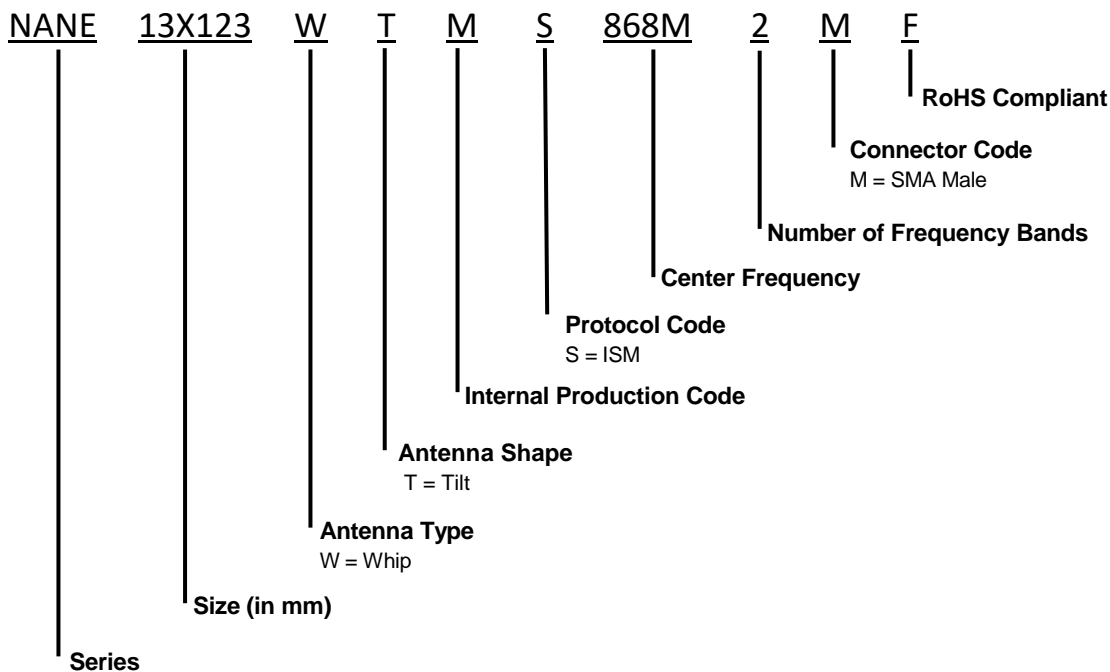 NANE 13X123 W T M S 868M 2 M F
RoHS Compliant
Connector Code
M = SMA Male
Number of Frequency Bands
Center Frequency
Protocol Code
S = ISM
Internal Production Code
Antenna Shape
T = Tilt
Antenna Type
W = Whip
Size (in mm)
Series